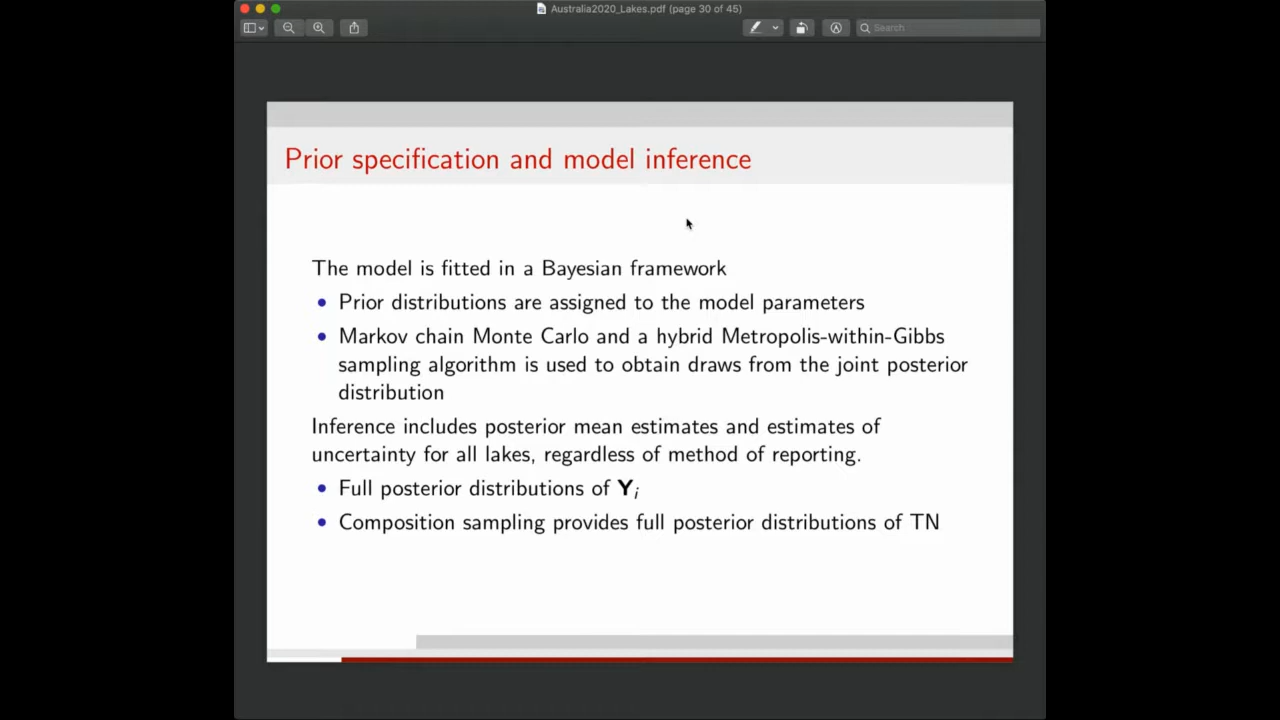 Australia2020_Lakes.pdf (page 30 of 45)
Search
Prior specification and model inference
The model is fitted in a Bayesian framework
• Prior distributions are assigned to the model parameters
• Markov chain Monte Carlo and a hybrid Metropolis-within-Gibbs
sampling algorithm is used to obtain draws from the joint posterior
distribution
Inference includes posterior mean estimates and estimates of
uncertainty for all lakes, regardless of method of reporting.
• Full posterior distributions of Yᵢ
• Composition sampling provides full posterior distributions of TN